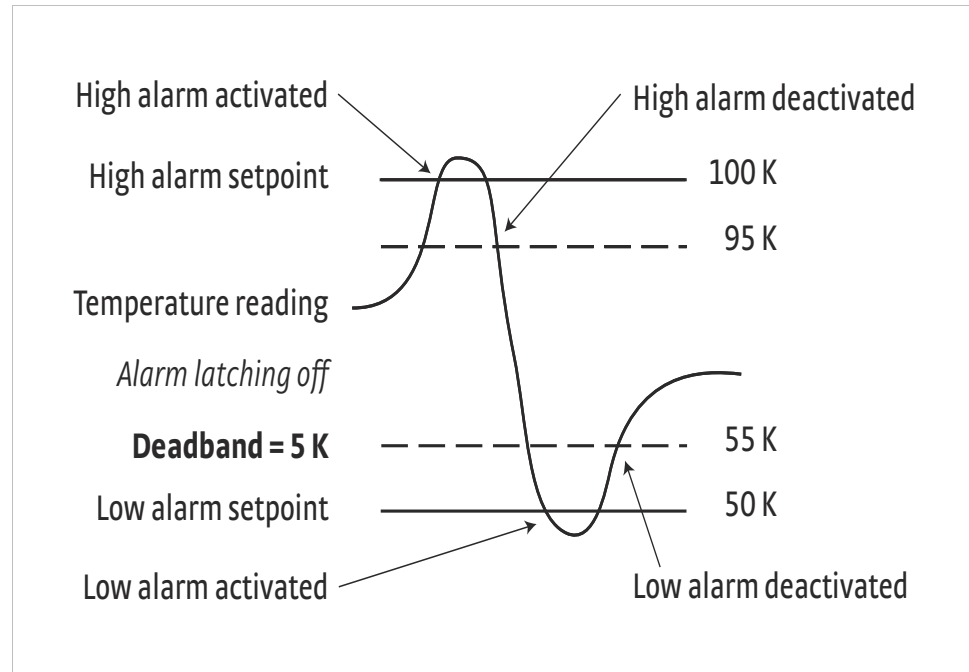 High alarm activated
High alarm deactivated
High alarm setpoint
100 K
95 K
Temperature reading
Alarm latching off
Deadband = 5 K
55 K
Low alarm setpoint
50 K
Low alarm activated
Low alarm deactivated